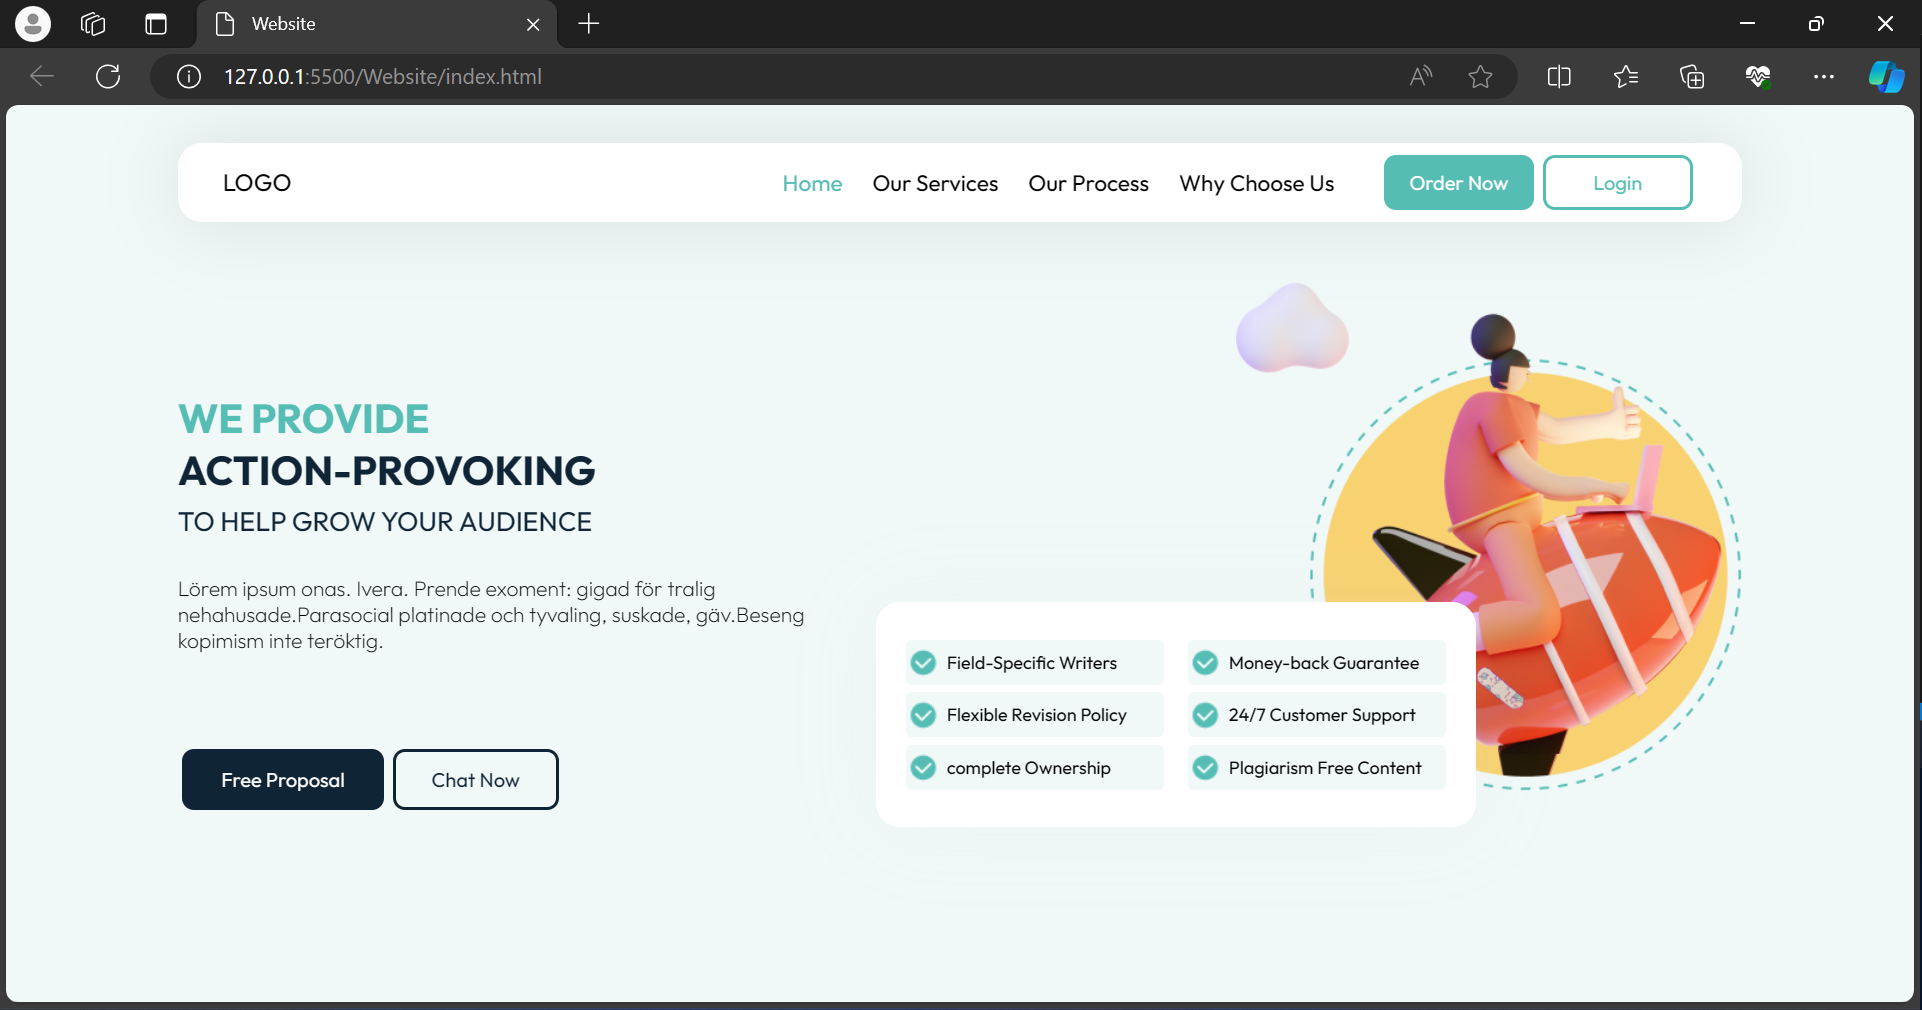 Website
127.0.0.1:5500/Website/index.html
LOGO
Home
Our Services
Our Process
Why Choose Us
Order Now
Login
WE PROVIDE
ACTION-PROVOKING
TO HELP GROW YOUR AUDIENCE
Lörem ipsum onas. Ivera. Prende exoment: gigad för tralig
nehahusade.Parasocial platinade och tyvaling, suskade, gäv.Beseng
kopimism inte teröktig.
Free Proposal
Chat Now
Field-Specific Writers
Money-back Guarantee
Flexible Revision Policy
24/7 Customer Support
complete Ownership
Plagiarism Free Content